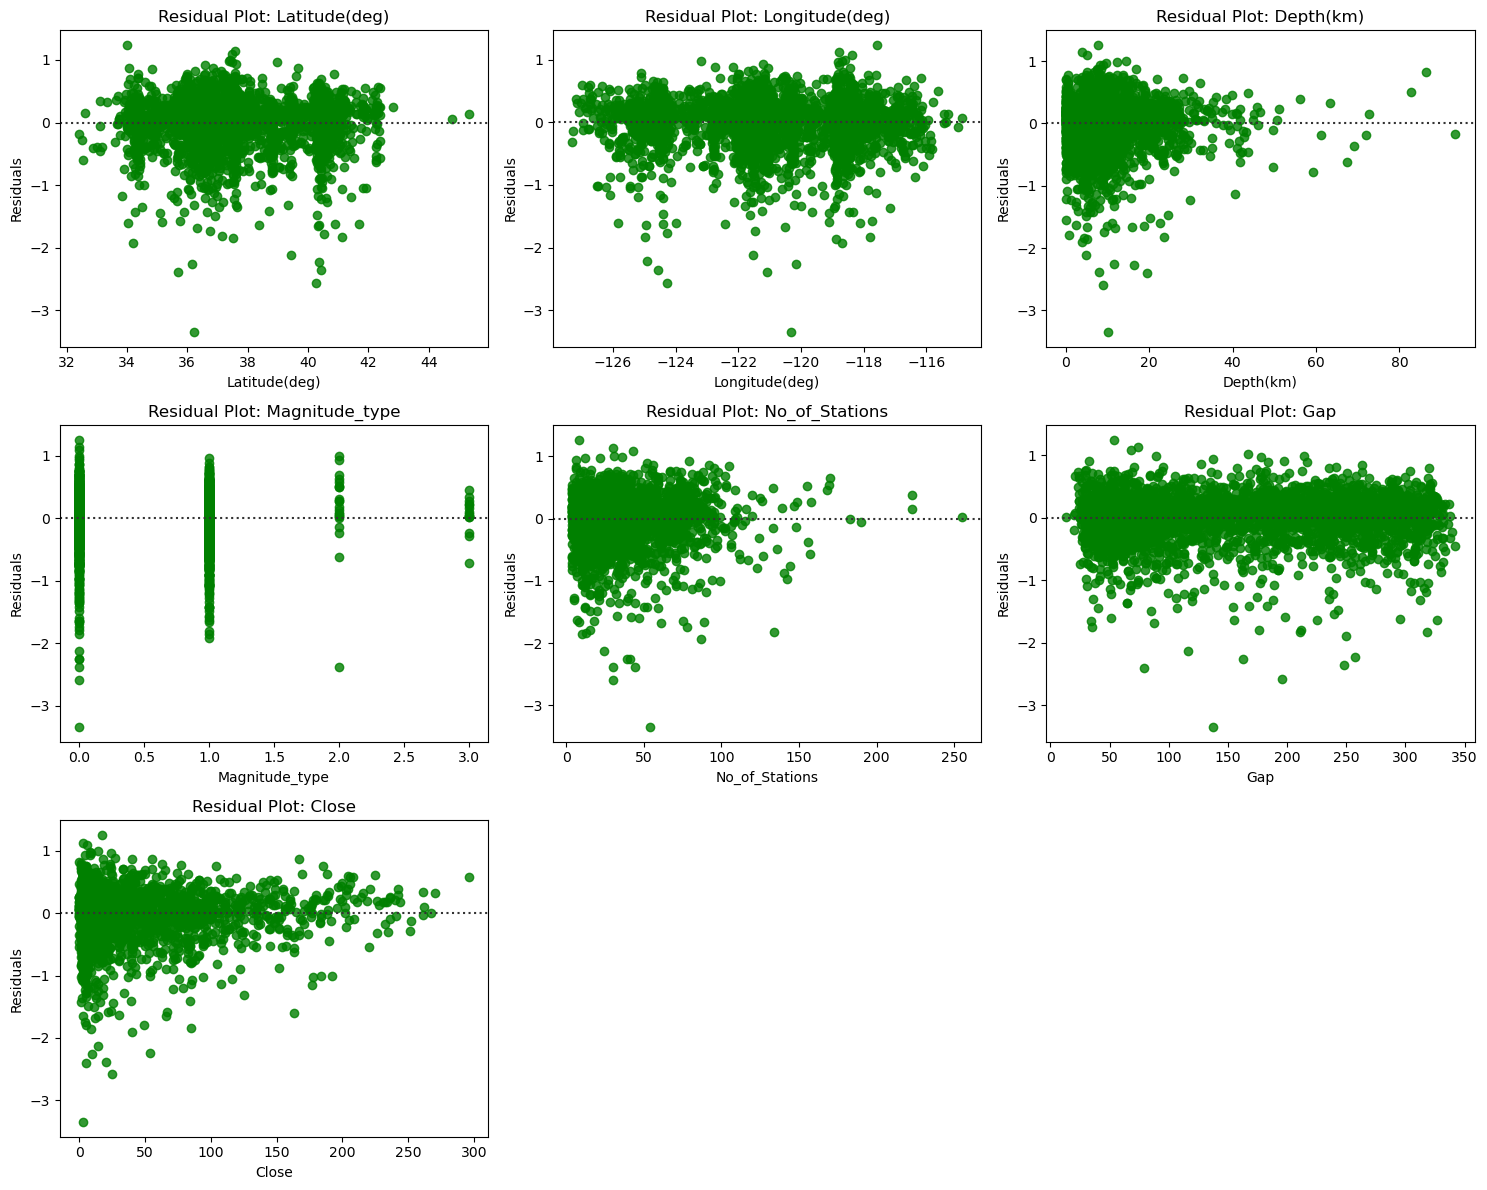 Residual Plot: Latitude(deg)
Residuals
1
0
−1
−2
−3
32 34 36 38 40 42 44
Latitude(deg)
Residual Plot: Longitude(deg)
Residuals
1
0
−1
−2
−3
−126 −124 −122 −120 −118 −116
Longitude(deg)
Residual Plot: Depth(km)
Residuals
1
0
−1
−2
−3
0 20 40 60 80
Depth(km)
Residual Plot: Magnitude_type
Residuals
1
0
−1
−2
−3
0.0 0.5 1.0 1.5 2.0 2.5 3.0
Magnitude_type
Residual Plot: No_of_Stations
Residuals
1
0
−1
−2
−3
0 50 100 150 200 250
No_of_Stations
Residual Plot: Gap
Residuals
1
0
−1
−2
−3
0 50 100 150 200 250 300 350
Gap
Residual Plot: Close
Residuals
1
0
−1
−2
−3
0 50 100 150 200 250 300
Close